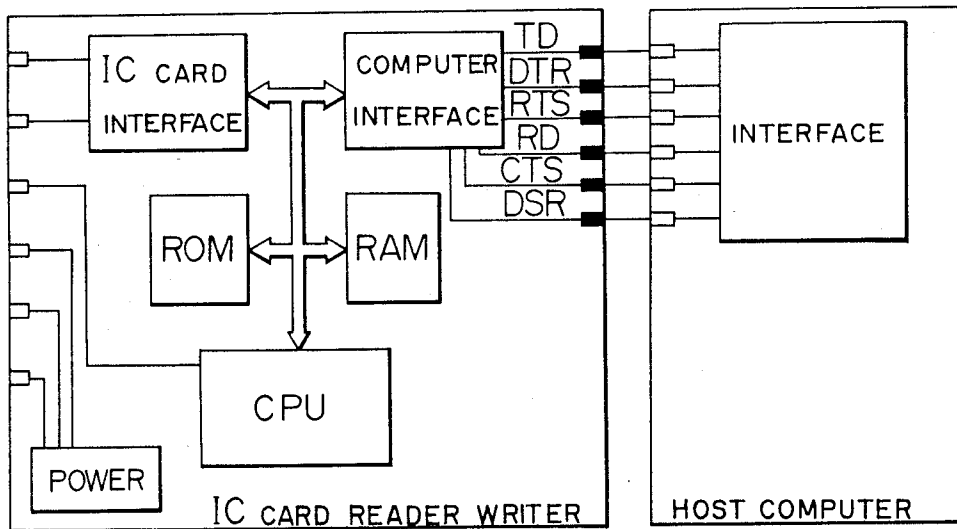 IC CARD
INTERFACE
COMPUTER
INTERFACE
TD
DTR
RTS
RD
CTS
DSR
INTERFACE
ROM
RAM
CPU
POWER
IC CARD READER WRITER
HOST COMPUTER